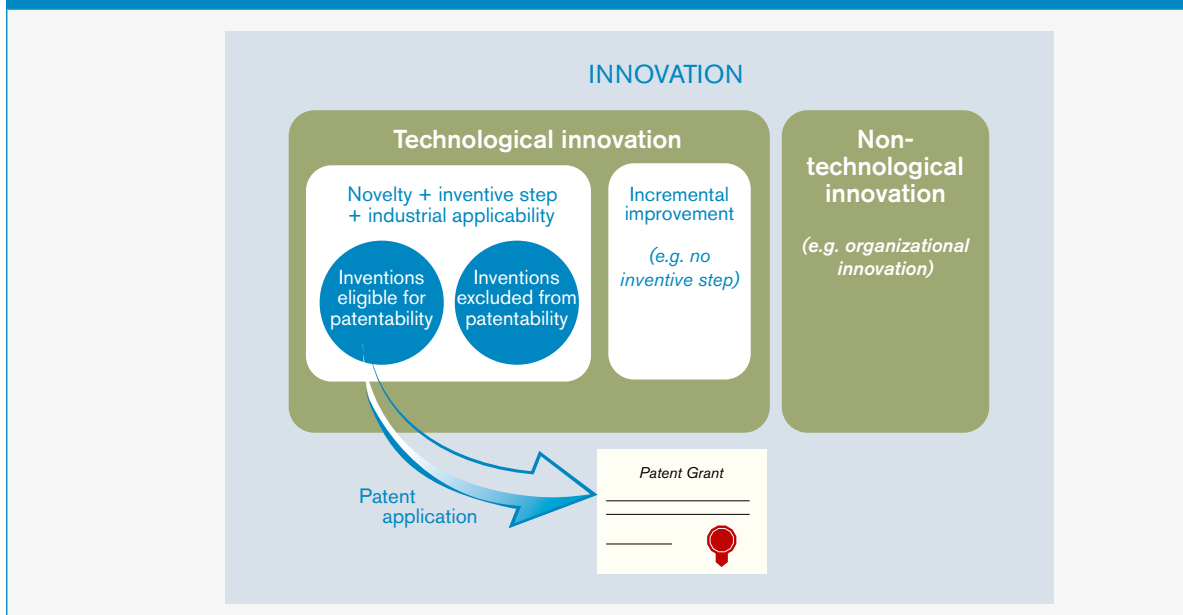 INNOVATION
Technological innovation
Novelty + inventive step
+ industrial applicability
Inventions
eligible for
patentability
Inventions
excluded from
patentability
Incremental
improvement
(e.g. no
inventive step)
Non-
technological
innovation
(e.g. organizational
innovation)
Patent
application
Patent Grant